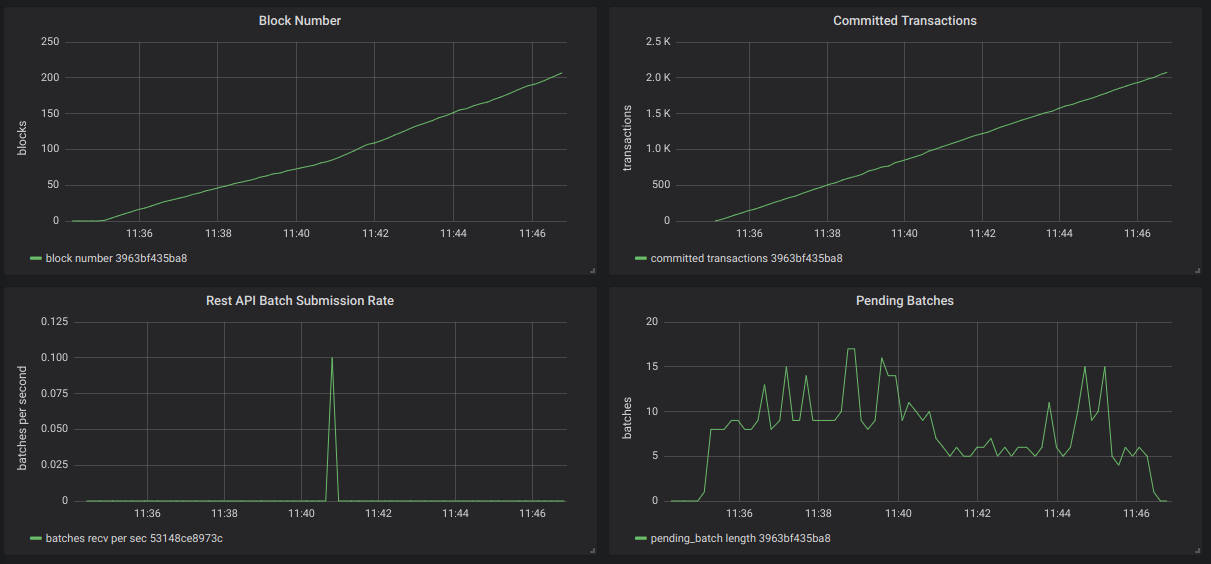 Block Number
250
200
150
100
50
0
blocks
11:36 11:38 11:40 11:42 11:44 11:46
block number 3963bf435ba8
Committed Transactions
2.5 K
2.0 K
1.5 K
1.0 K
500
0
transactions
11:36 11:38 11:40 11:42 11:44 11:46
committed transactions 3963bf435ba8
Rest API Batch Submission Rate
0.125
0.100
0.075
0.050
0.025
0
batches per second
11:36 11:38 11:40 11:42 11:44 11:46
batches recv per sec 53148ce8973c
Pending Batches
20
15
10
5
0
batches
11:36 11:38 11:40 11:42 11:44 11:46
pending_batch length 3963bf435ba8